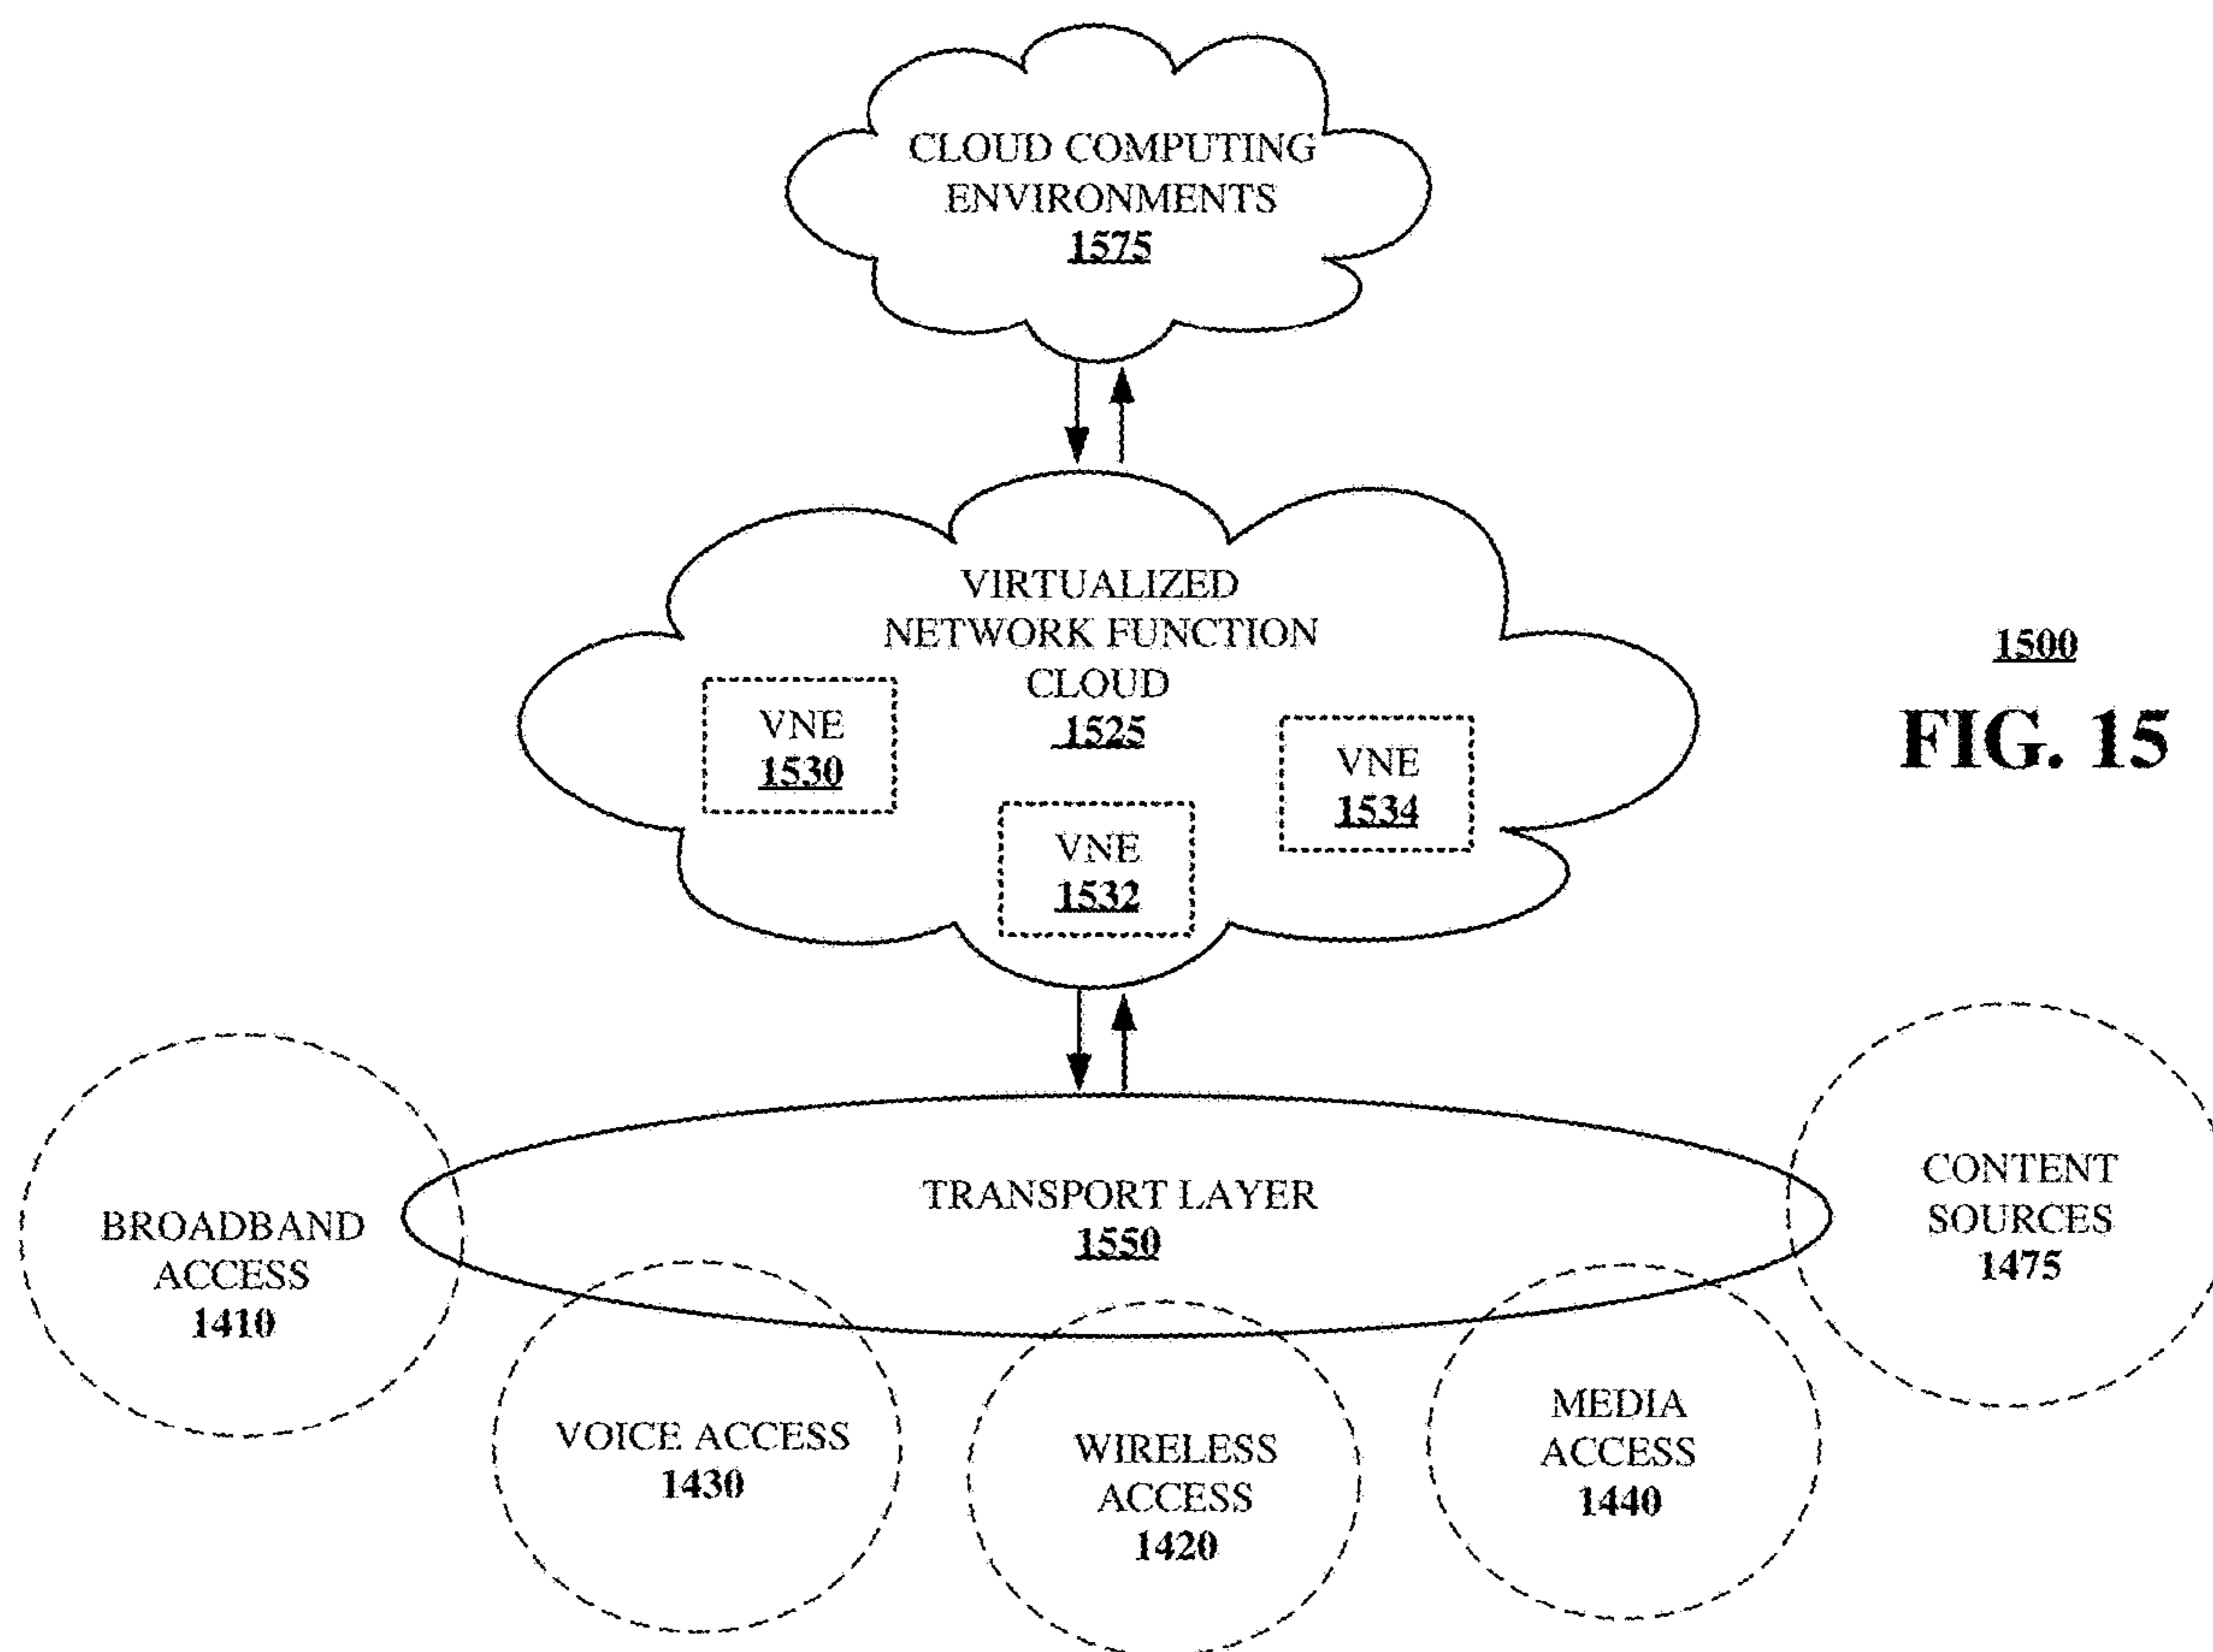 CLOUD COMPUTING
ENVIRONMENTS
1575
VIRTUALIZED
NETWORK FUNCTION
CLOUD
1525
VNE
1530
VNE
1532
VNE
1534
1500
FIG. 15
TRANSPORT LAYER
1550
BROADBAND
ACCESS
1410
VOICE ACCESS
1430
WIRELESS
ACCESS
1420
MEDIA
ACCESS
1440
CONTENT
SOURCES
1475